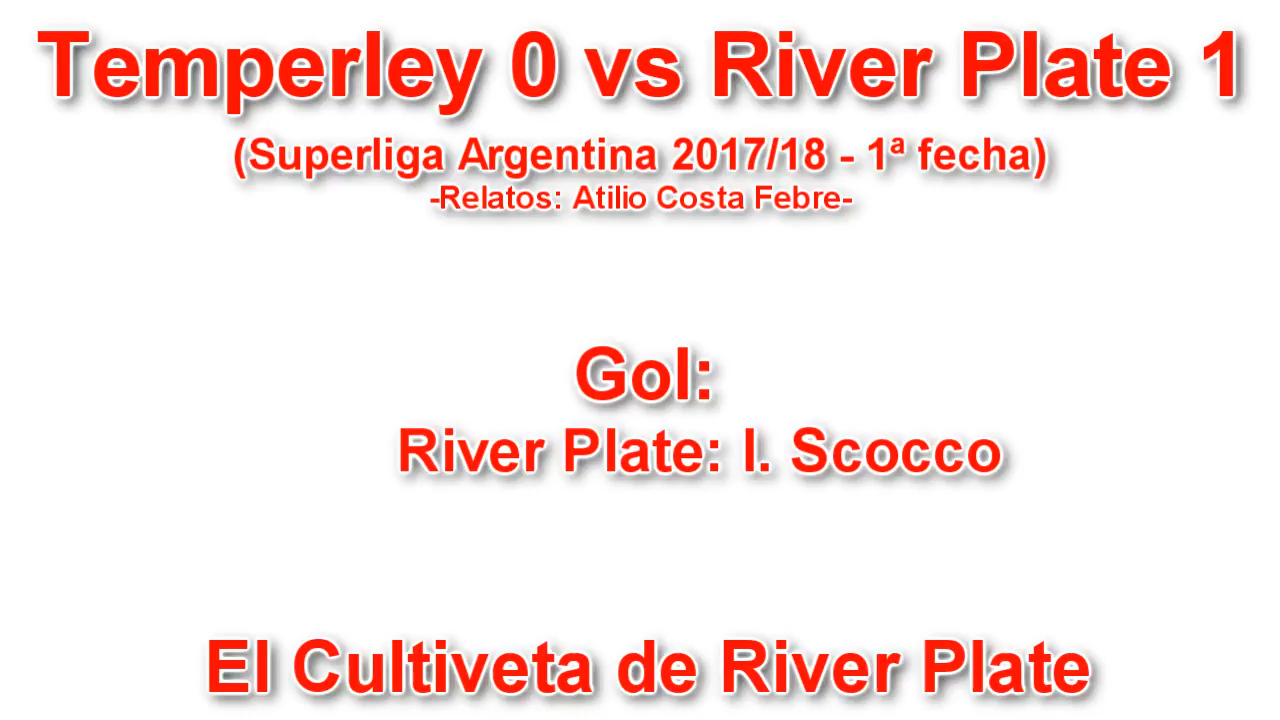 Temperley 0 vs River Plate 1
(Superliga Argentina 2017/18 - 1ª fecha)
-Relatos: Atilio Costa Febre-
Gol:
River Plate: I. Scocco
El Cultiveta de River Plate